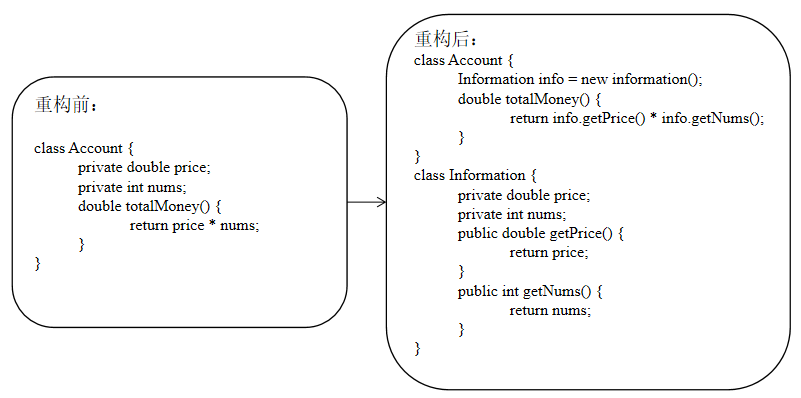 重构前：
class Account {
private double price;
private int nums;
double totalMoney() {
return price * nums;
}
}
重构后：
class Account {
Information info = new information();
double totalMoney() {
return info.getPrice() * info.getNums();
}
}
class Information {
private double price;
private int nums;
public double getPrice() {
return price;
}
public int getNums() {
return nums;
}
}